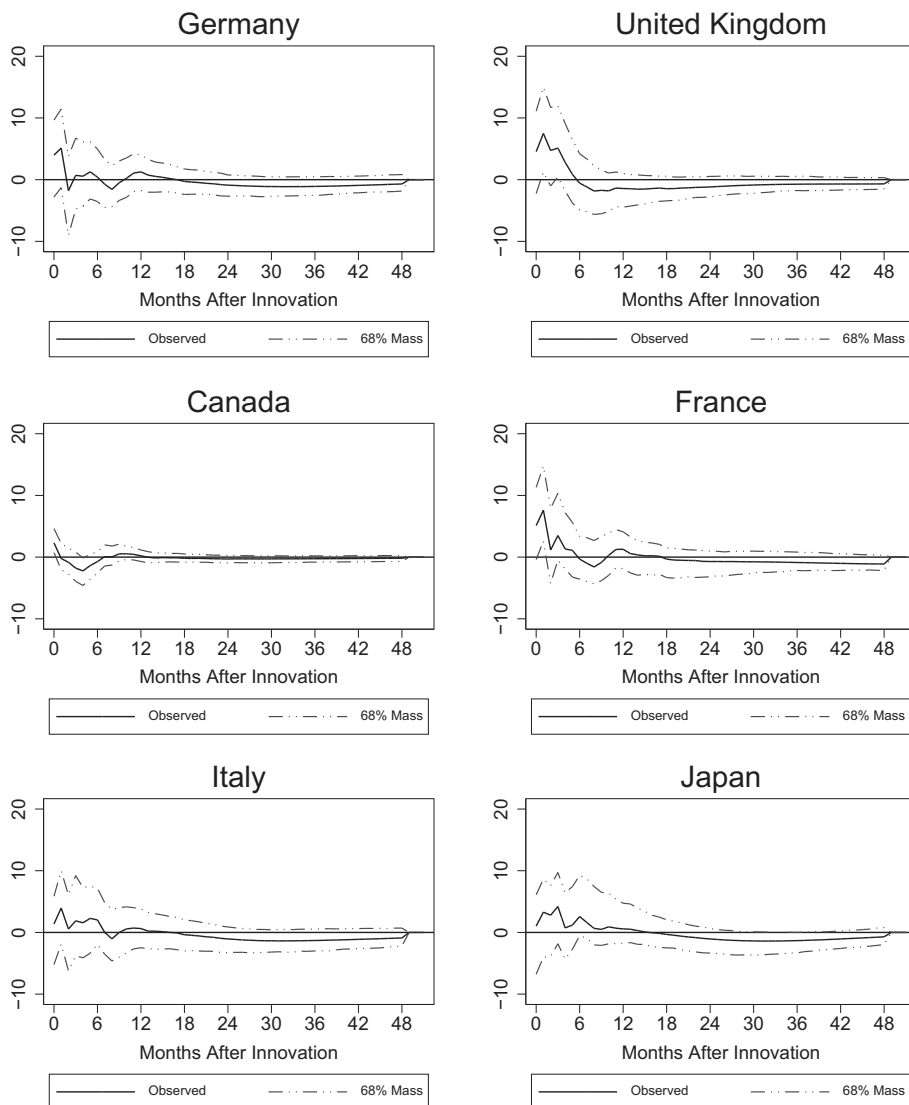 Germany
United Kingdom
20
10
0
−10
0 6 12 18 24 30 36 42 48
Months After Innovation
Observed 68% Mass
20
10
0
−10
0 6 12 18 24 30 36 42 48
Months After Innovation
Observed 68% Mass
Canada
France
20
10
0
−10
0 6 12 18 24 30 36 42 48
Months After Innovation
Observed 68% Mass
20
10
0
−10
0 6 12 18 24 30 36 42 48
Months After Innovation
Observed 68% Mass
Italy
Japan
20
10
0
−10
0 6 12 18 24 30 36 42 48
Months After Innovation
Observed 68% Mass
20
10
0
−10
0 6 12 18 24 30 36 42 48
Months After Innovation
Observed 68% Mass